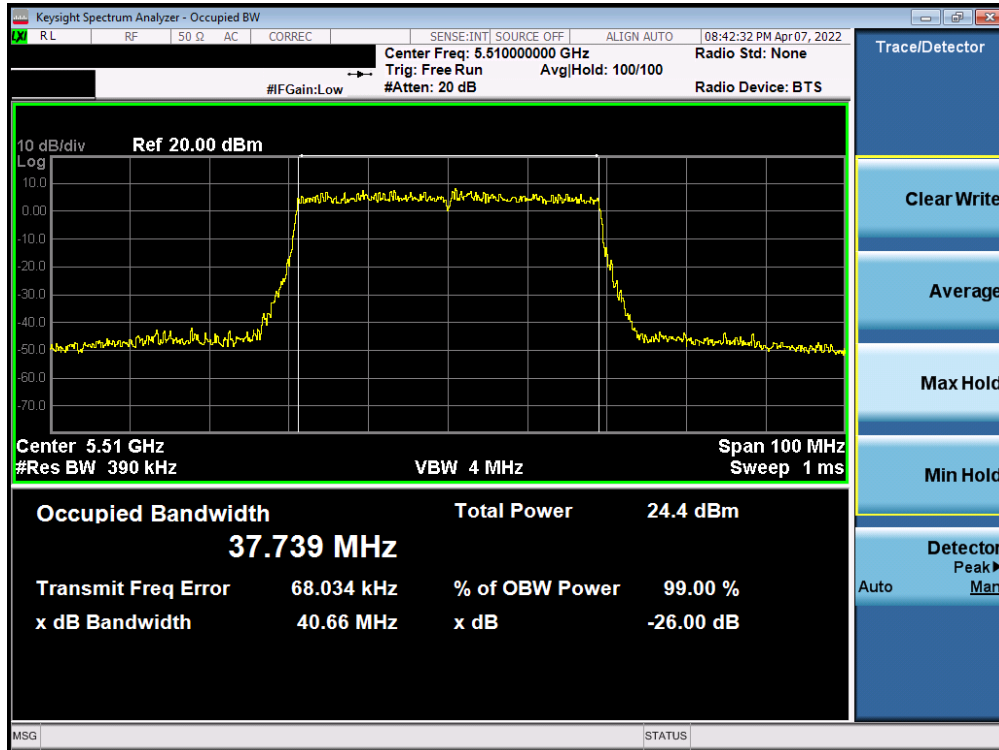 Keysight Spectrum Analyzer - Occupied BW
LXI RL RF 50 Ω AC CORREC SENSE:INT SOURCE OFF ALIGN AUTO 08:42:32 PM Apr 07, 2022
Center Freq: 5.510000000 GHz Radio Std: None
Trig: Free Run Avg|Hold: 100/100
#IFGain:Low #Atten: 20 dB Radio Device: BTS
Trace/Detector
10 dB/div Ref 20.00 dBm
Log
10.0
0.00
-10.0
-20.0
-30.0
-40.0
-50.0
-60.0
-70.0
Center 5.51 GHz Span 100 MHz
#Res BW 390 kHz VBW 4 MHz Sweep 1 ms
Occupied Bandwidth Total Power 24.4 dBm
37.739 MHz
Transmit Freq Error 68.034 kHz % of OBW Power 99.00 %
x dB Bandwidth 40.66 MHz x dB -26.00 dB
Clear Write
Average
Max Hold
Min Hold
Detector
Peak▶
Auto Man
MSG STATUS